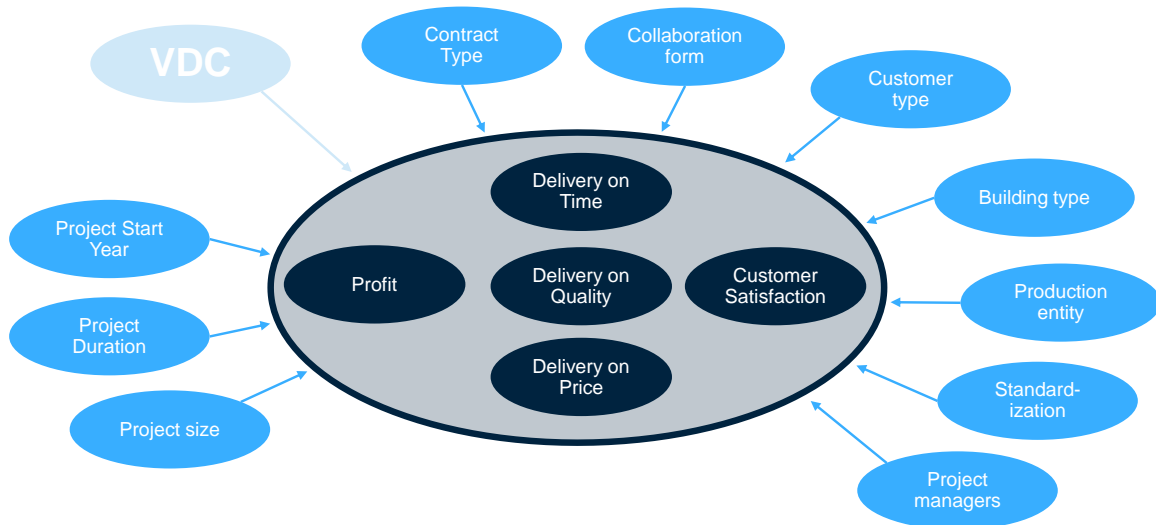 VDC
Contract
Type
Collaboration
form
Customer
type
Delivery on
Time
Building type
Project Start
Year
Profit
Delivery on
Quality
Customer
Satisfaction
Production
entity
Project
Duration
Delivery on
Price
Standard-
ization
Project size
Project
managers